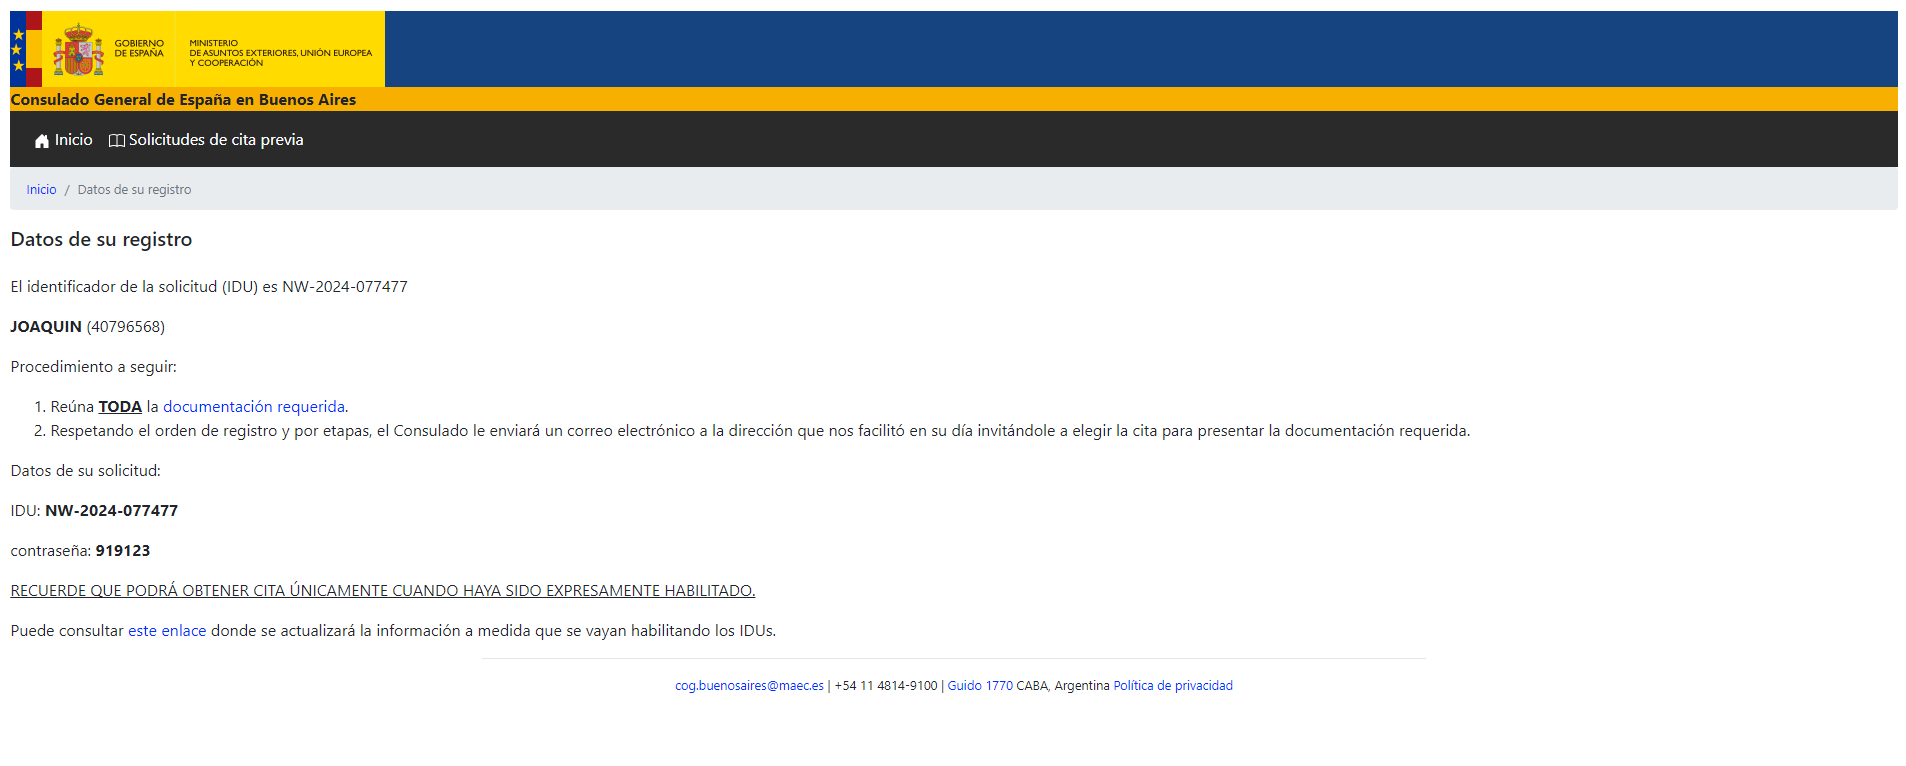 GOBIERNO
DE ESPAÑA
MINISTERIO
DE ASUNTOS EXTERIORES, UNIÓN EUROPEA
Y COOPERACIÓN
Consulado General de España en Buenos Aires
Inicio Solicitudes de cita previa
Inicio / Datos de su registro
Datos de su registro
El identificador de la solicitud (IDU) es NW-2024-077477
JOAQUIN (40796568)
Procedimiento a seguir:
1. Reúna TODA la documentación requerida.
2. Respetando el orden de registro y por etapas, el Consulado le enviará un correo electrónico a la dirección que nos facilitó en su día invitándole a elegir la cita para presentar la documentación requerida.
Datos de su solicitud:
IDU: NW-2024-077477
contraseña: 919123
RECUERDE QUE PODRÁ OBTENER CITA ÚNICAMENTE CUANDO HAYA SIDO EXPRESAMENTE HABILITADO.
Puede consultar este enlace donde se actualizará la información a medida que se vayan habilitando los IDUs.
cog.buenosaires@maec.es | +54 11 4814-9100 | Guido 1770 CABA, Argentina Política de privacidad